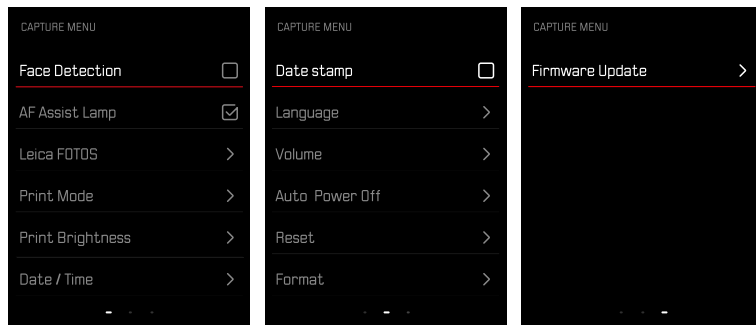 CAPTURE MENU
Face Detection
AF Assist Lamp
Leica FOTOS
Print Mode
Print Brightness
Date / Time
CAPTURE MENU
Date stamp
Language
Volume
Auto Power Off
Reset
Format
CAPTURE MENU
Firmware Update